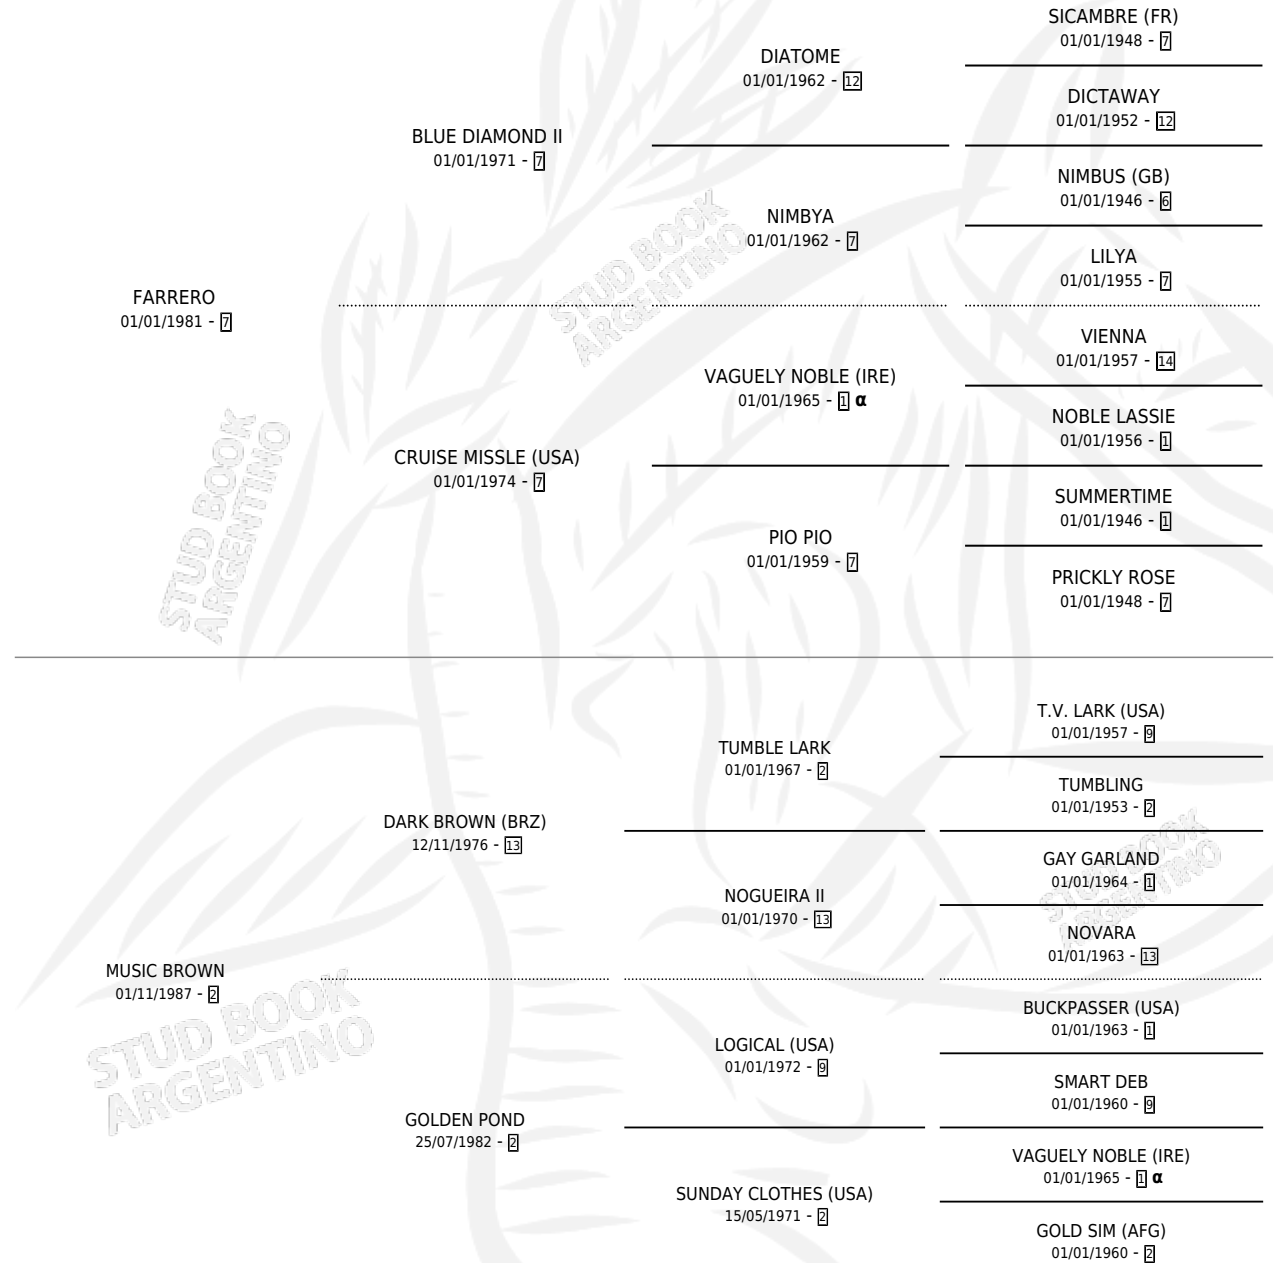 SICAMBRE (FR)
01/01/1948 - 7
DIATOME
01/01/1962 - 12
DICTAWAY
01/01/1952 - 12
BLUE DIAMOND II
01/01/1971 - 7
NIMBUS (GB)
01/01/1946 - 6
NIMBYA
01/01/1962 - 7
LILYA
01/01/1955 - 7
FARRERO
01/01/1981 - 7
VIENNA
01/01/1957 - 14
VAGUELY NOBLE (IRE)
01/01/1965 - 1 α
NOBLE LASSIE
01/01/1956 - 1
CRUISE MISSLE (USA)
01/01/1974 - 7
SUMMERTIME
01/01/1946 - 1
PIO PIO
01/01/1959 - 7
PRICKLY ROSE
01/01/1948 - 7
T.V. LARK (USA)
01/01/1957 - 9
TUMBLE LARK
01/01/1967 - 2
TUMBLING
01/01/1953 - 2
DARK BROWN (BRZ)
12/11/1976 - 13
GAY GARLAND
01/01/1964 - 1
NOGUEIRA II
01/01/1970 - 13
NOVARA
01/01/1963 - 13
MUSIC BROWN
01/11/1987 - 2
BUCKPASSER (USA)
01/01/1963 - 1
LOGICAL (USA)
01/01/1972 - 9
SMART DEB
01/01/1960 - 9
GOLDEN POND
25/07/1982 - 2
VAGUELY NOBLE (IRE)
01/01/1965 - 1 α
SUNDAY CLOTHES (USA)
15/05/1971 - 2
GOLD SIM (AFG)
01/01/1960 - 2
STUD BOOK
ARGENTINO
STUD BOOK
ARGENTINO
STUD BOOK
ARGENTINO
STUD BOOK
ARGENTINO